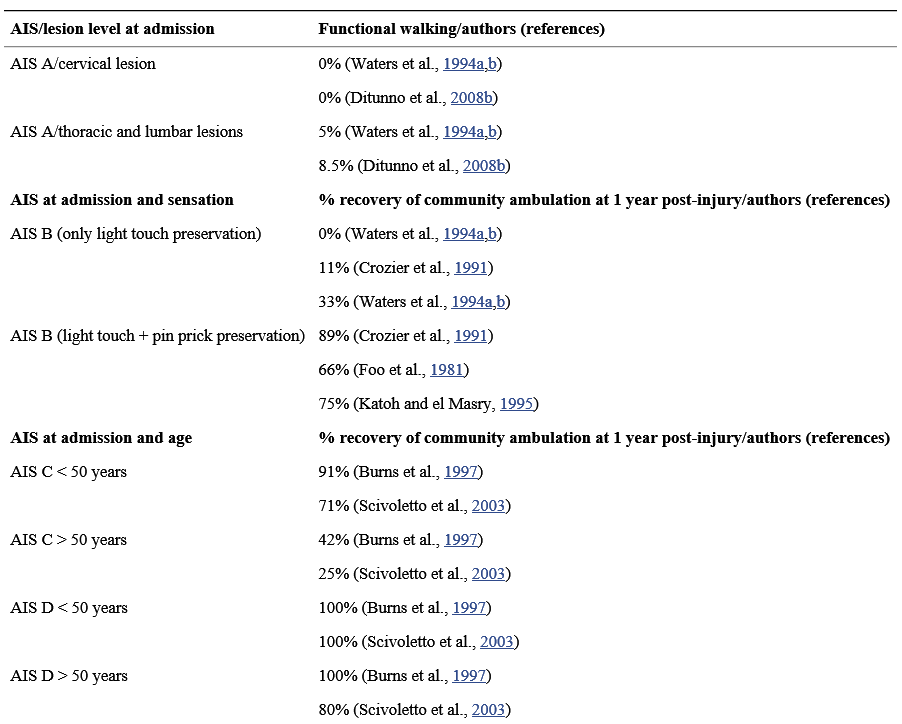 AIS/lesion level at admission Functional walking/authors (references)
AIS A/cervical lesion 0% (Waters et al., 1994a,b)
0% (Ditunno et al., 2008b)
AIS A/thoracic and lumbar lesions 5% (Waters et al., 1994a,b)
8.5% (Ditunno et al., 2008b)
AIS at admission and sensation % recovery of community ambulation at 1 year post-injury/authors (references)
AIS B (only light touch preservation) 0% (Waters et al., 1994a,b)
11% (Crozier et al., 1991)
33% (Waters et al., 1994a,b)
AIS B (light touch + pin prick preservation) 89% (Crozier et al., 1991)
66% (Foo et al., 1981)
75% (Katoh and el Masry, 1995)
AIS at admission and age % recovery of community ambulation at 1 year post-injury/authors (references)
AIS C < 50 years 91% (Burns et al., 1997)
71% (Scivoletto et al., 2003)
AIS C > 50 years 42% (Burns et al., 1997)
25% (Scivoletto et al., 2003)
AIS D < 50 years 100% (Burns et al., 1997)
100% (Scivoletto et al., 2003)
AIS D > 50 years 100% (Burns et al., 1997)
80% (Scivoletto et al., 2003)